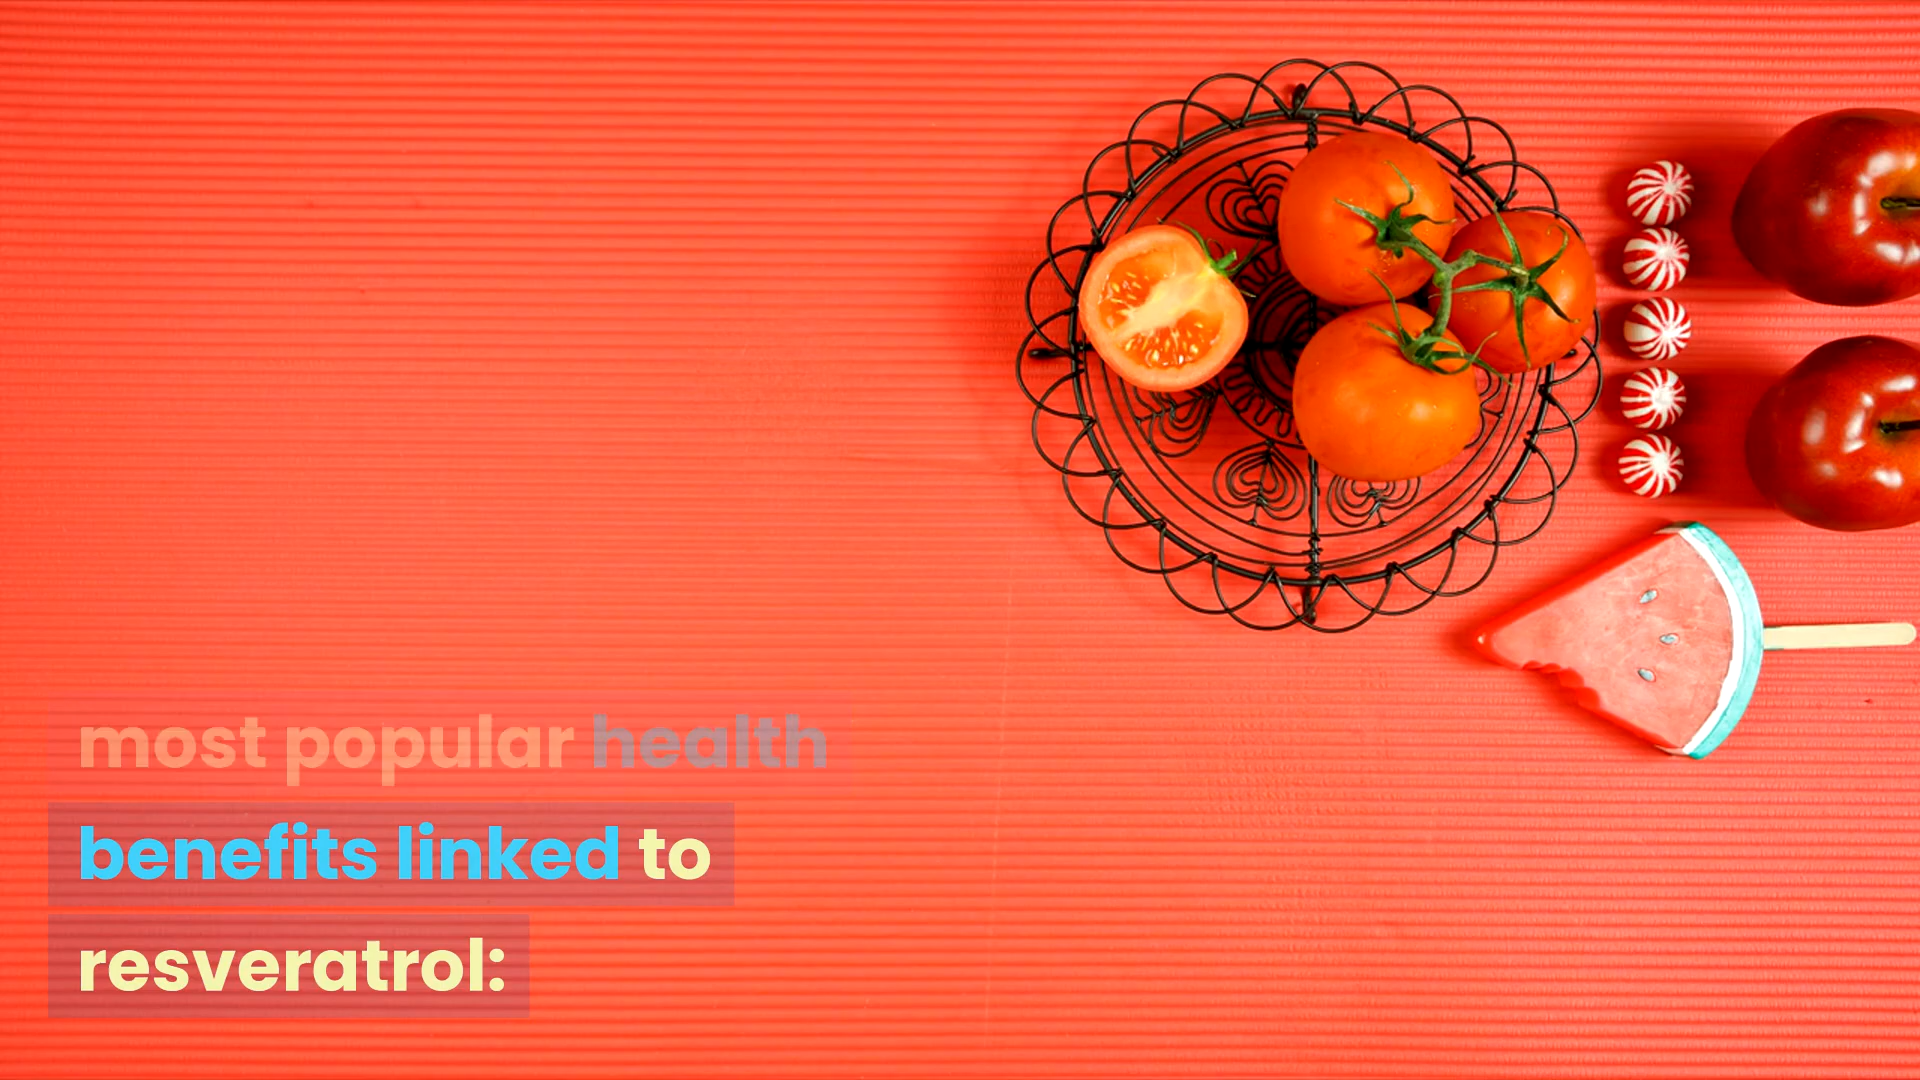 most popular health
benefits linked to
resveratrol: